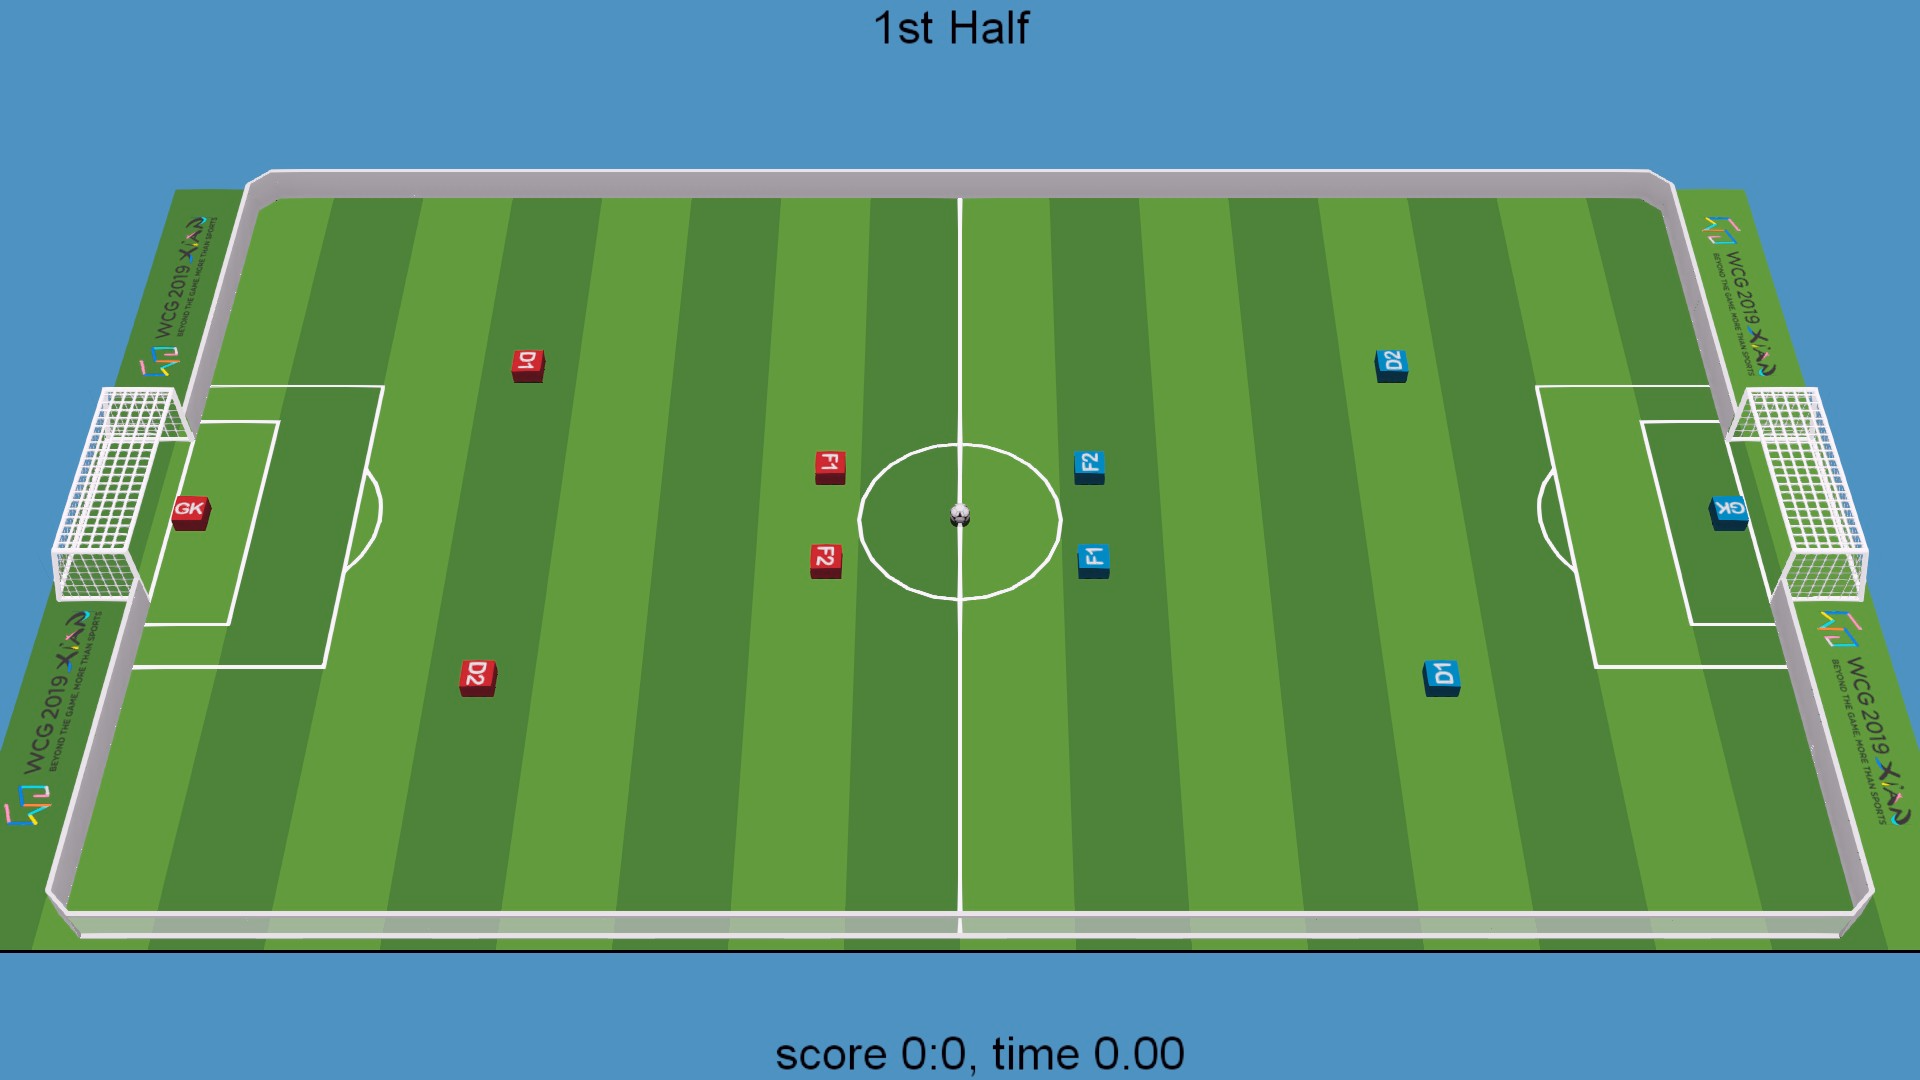 1st Half
WCG 2019 XI'AN
BEYOND THE GAME, MORE THAN SPORTS
WCG 2019 XI'AN
BEYOND THE GAME, MORE THAN SPORTS
D1
D2
F1
F2
GK
GK
F2
F1
D2
D1
WCG 2019 XI'AN
BEYOND THE GAME, MORE THAN SPORTS
WCG 2019 XI'AN
BEYOND THE GAME, MORE THAN SPORTS
score 0:0, time 0.00